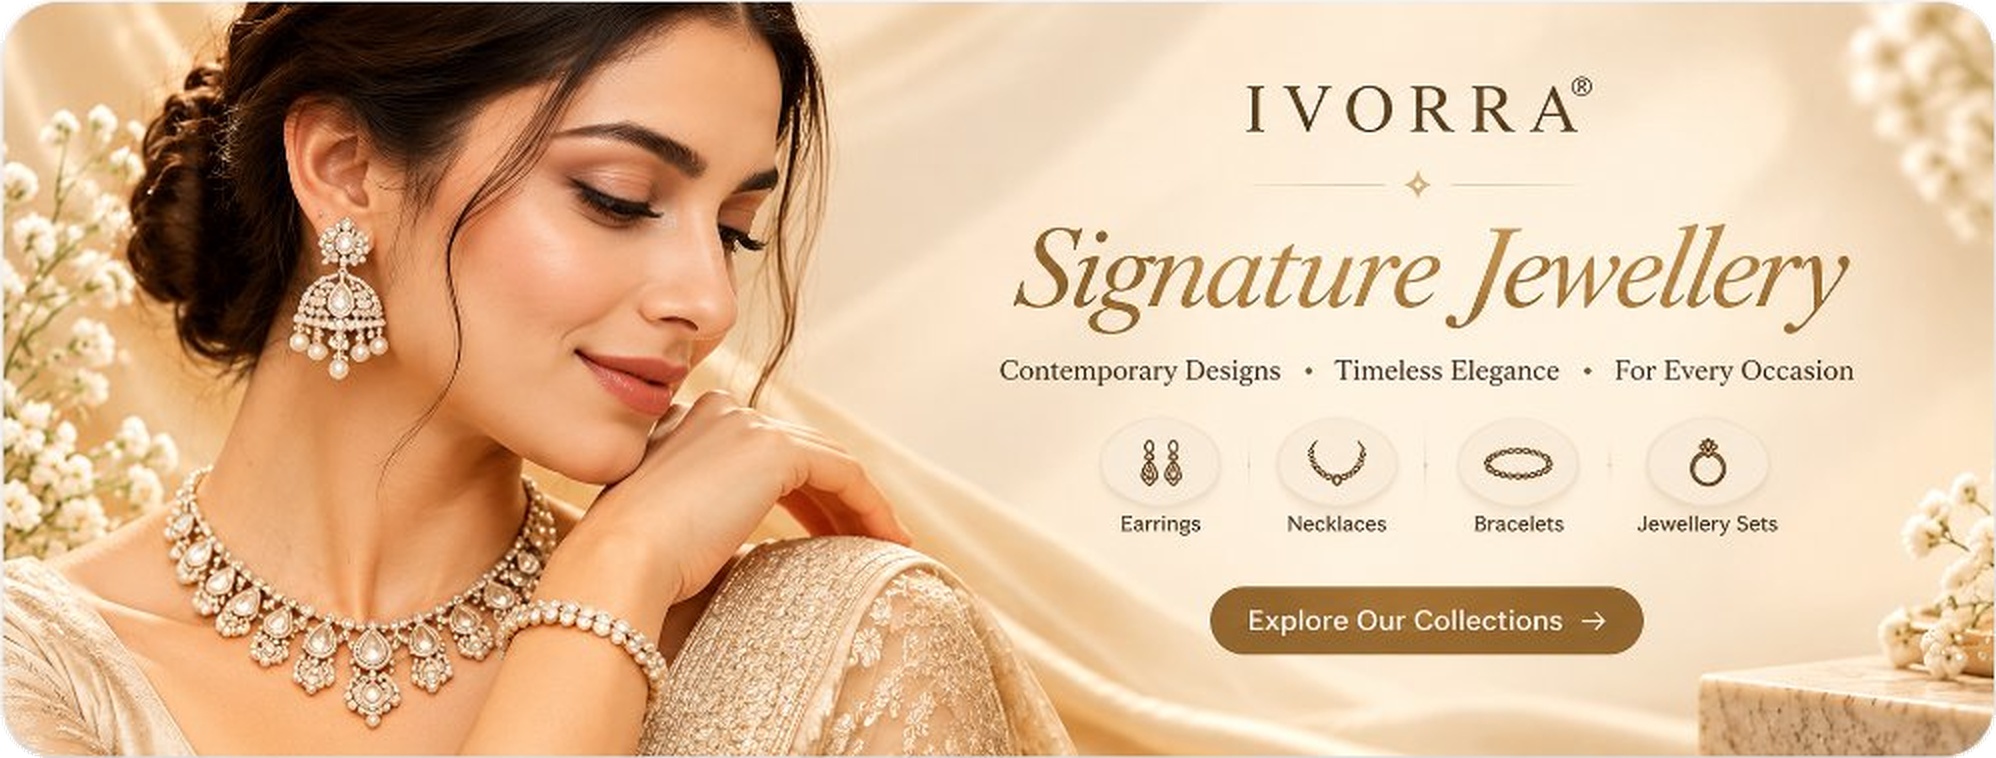 IVORRA®
Signature Jewellery
Contemporary Designs • Timeless Elegance • For Every Occasion
Earrings Necklaces Bracelets Jewellery Sets
Explore Our Collections →